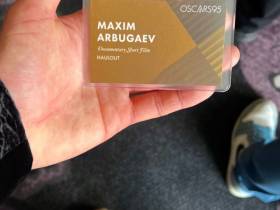 OSCARS95
MAXIM
ARBUGAEV
Documentary Short Film
HAULOUT